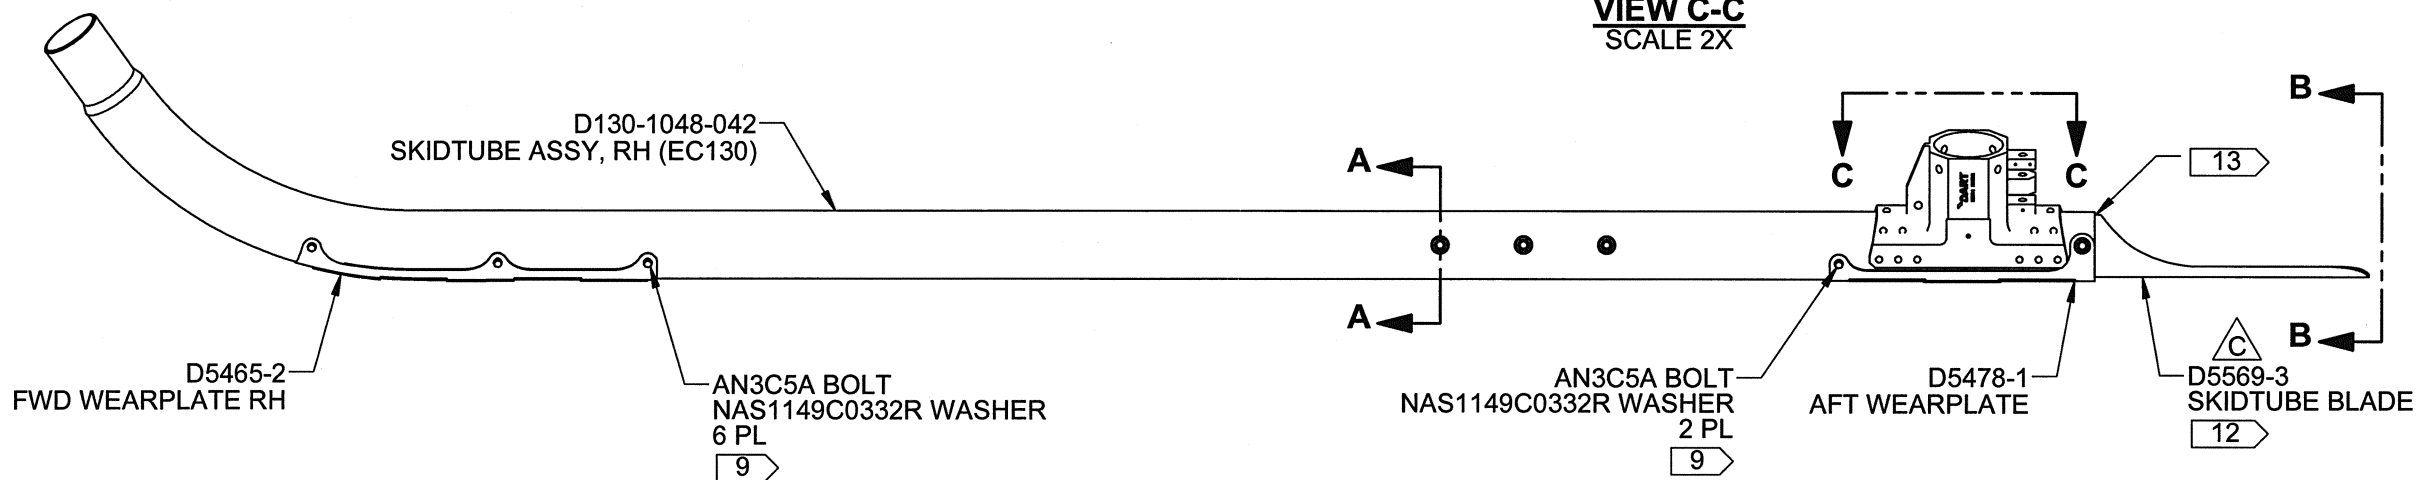 VIEW C-C
SCALE 2X
D130-1048-042
SKIDTUBE ASSY, RH (EC130)
A
A
C
C
B
B
13
DART
D5465-2
FWD WEARPLATE RH
AN3C5A BOLT
NAS1149C0332R WASHER
6 PL
9
AN3C5A BOLT
NAS1149C0332R WASHER
2 PL
9
D5478-1
AFT WEARPLATE
C
D5569-3
SKIDTUBE BLADE
12